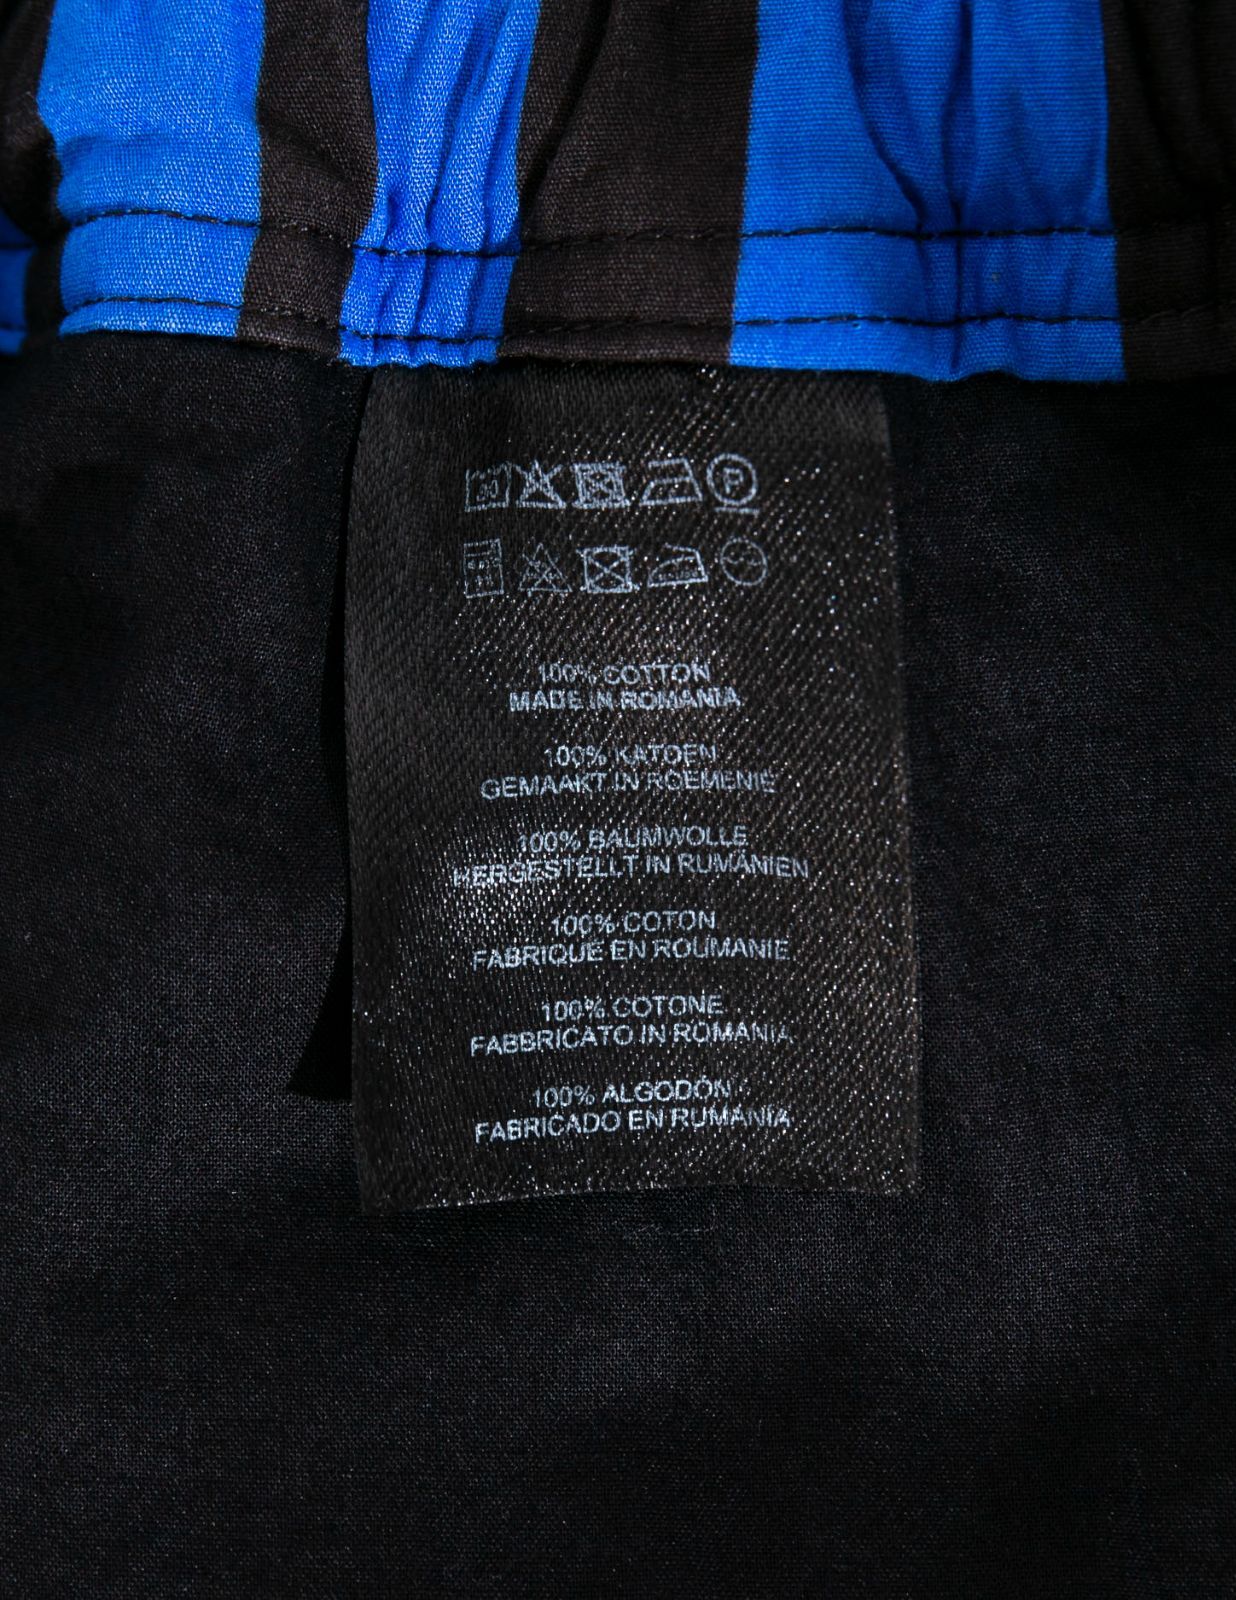 30
P
100% COTTON
MADE IN ROMANIA
100% KATOEN
GEMAAKT IN ROEMENIE
100% BAUMWOLLE
HERGESTELLT IN RUMÄNIEN
100% COTON
FABRIQUE EN ROUMANIE
100% COTONE
FABBRICATO IN ROMANIA
100% ALGODÓN
FABRICADO EN RUMANIA